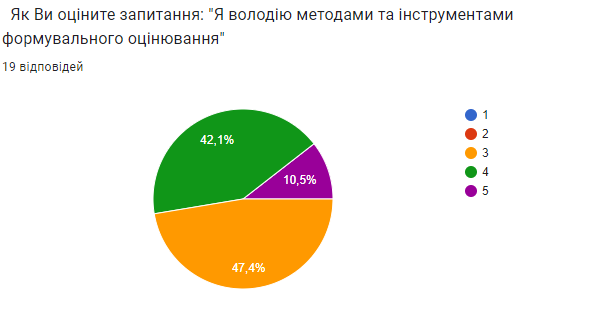 Як Ви оціните запитання: "Я володію методами та інструментами
формувального оцінювання"
19 відповідей
42,1%
10,5%
47,4%
1
2
3
4
5